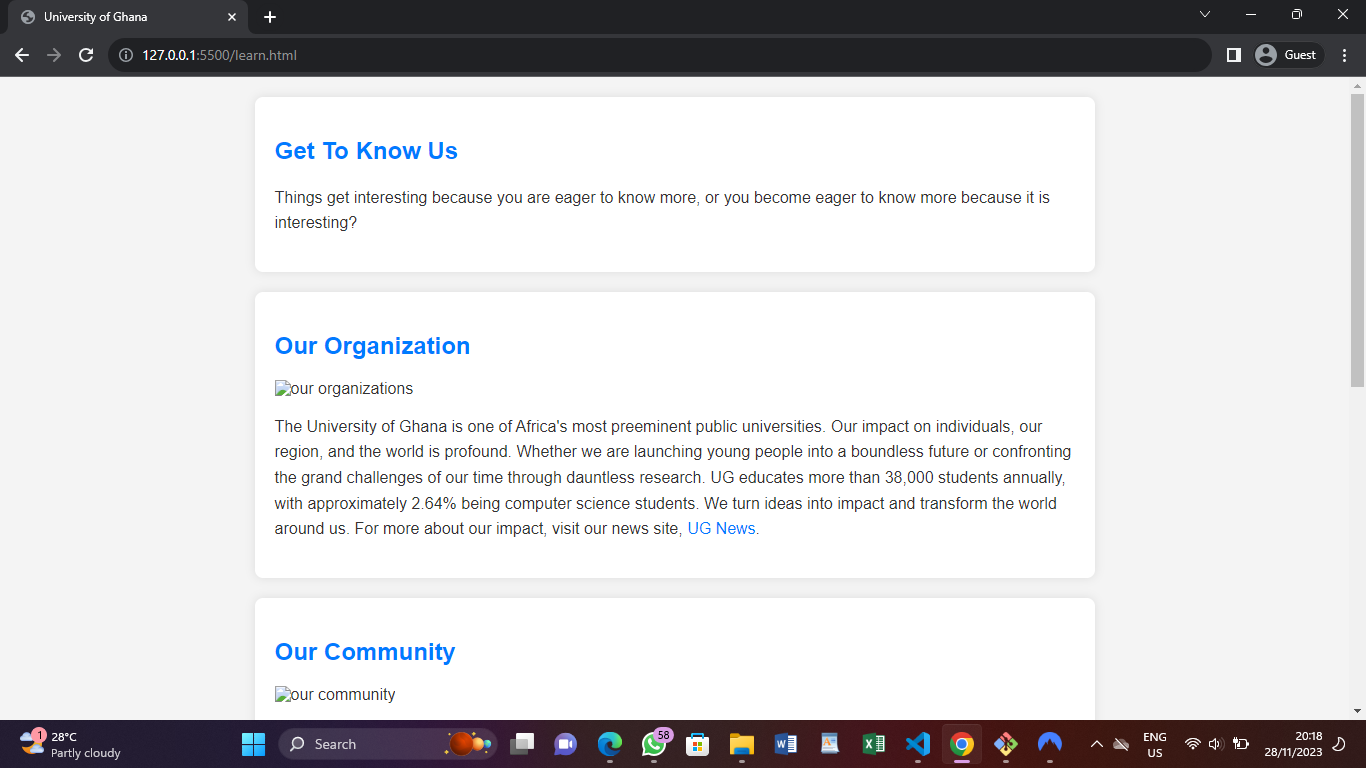 University of Ghana
127.0.0.1:5500/learn.html
Guest
Get To Know Us
Things get interesting because you are eager to know more, or you become eager to know more because it is
interesting?
Our Organization
our organizations
The University of Ghana is one of Africa's most preeminent public universities. Our impact on individuals, our
region, and the world is profound. Whether we are launching young people into a boundless future or confronting
the grand challenges of our time through dauntless research. UG educates more than 38,000 students annually,
with approximately 2.64% being computer science students. We turn ideas into impact and transform the world
around us. For more about our impact, visit our news site, UG News.
Our Community
our community
1
28°C
Partly cloudy
Search
58
ENG
US
20:18
28/11/2023